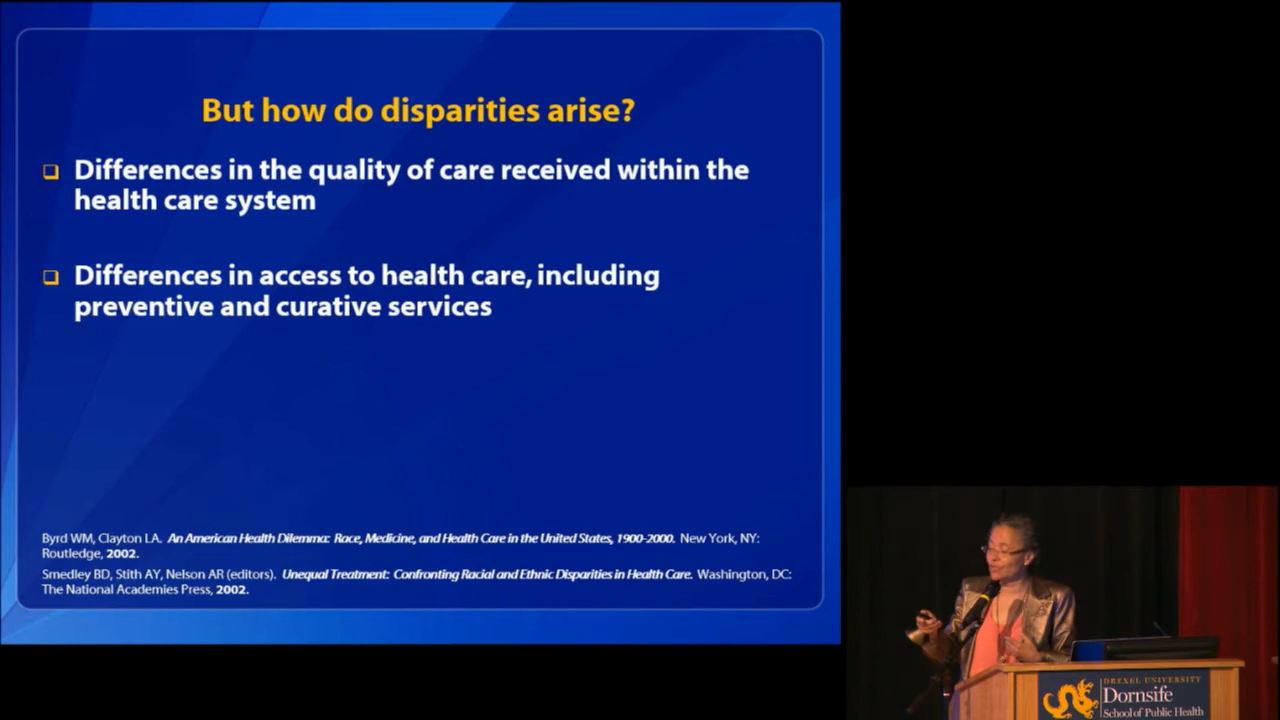 But how do disparities arise?
Differences in the quality of care received within the
health care system
Differences in access to health care, including
preventive and curative services
Byrd WM, Clayton LA. An American Health Dilemma: Race, Medicine, and Health Care in the United States, 1900-2000. New York, NY:
Routledge, 2002.
Smedley BD, Stith AY, Nelson AR (editors). Unequal Treatment: Confronting Racial and Ethnic Disparities in Health Care. Washington, DC:
The National Academies Press, 2002.
DREXEL UNIVERSITY
Dornsife
School of Public Health